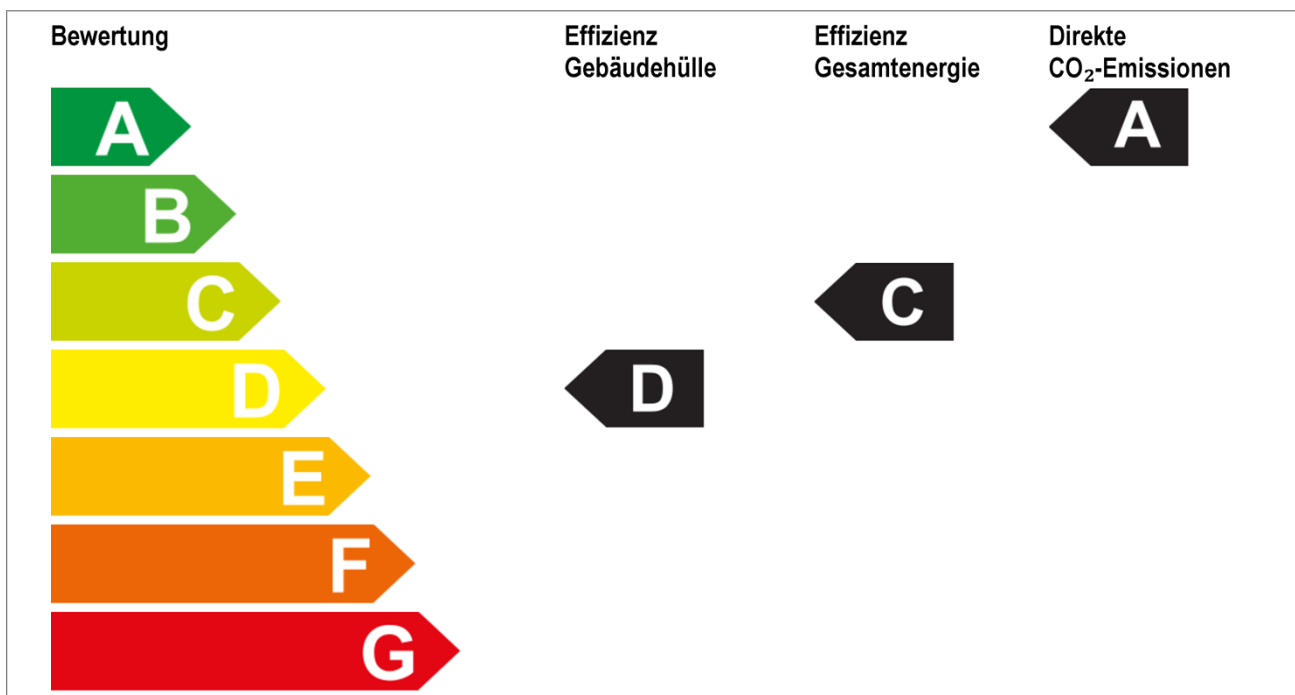 Bewertung
Effizienz
Gebäudehülle
Effizienz
Gesamtenergie
Direkte
CO₂-Emissionen
A
A
B
C
C
D
D
E
F
G